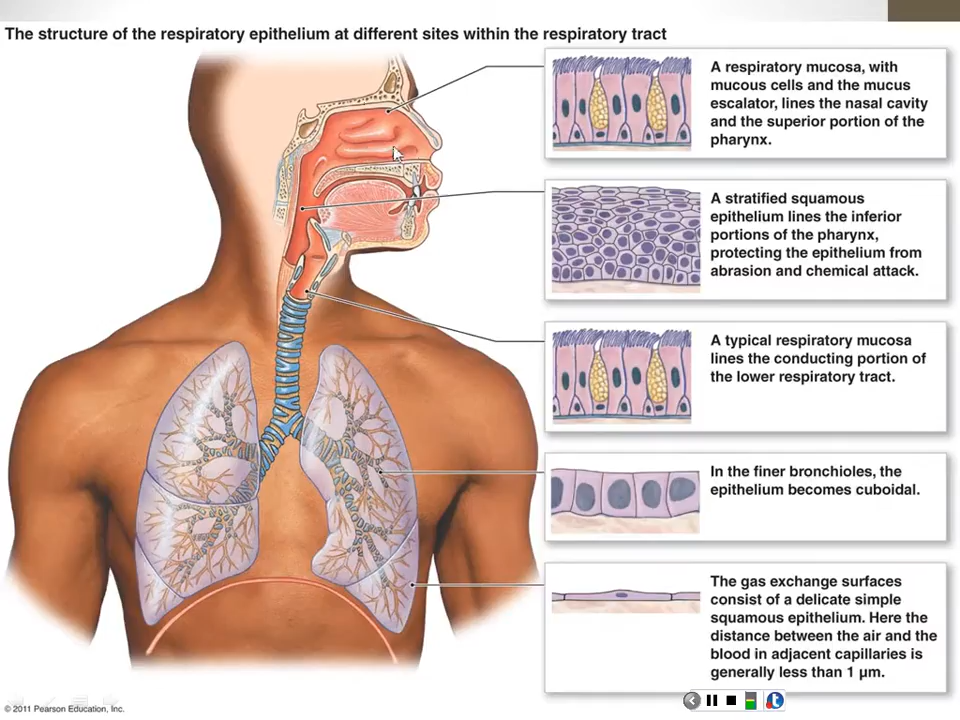 The structure of the respiratory epithelium at different sites within the respiratory tract
A respiratory mucosa, with
mucous cells and the mucus
escalator, lines the nasal cavity
and the superior portion of the
pharynx.
A stratified squamous
epithelium lines the inferior
portions of the pharynx,
protecting the epithelium from
abrasion and chemical attack.
A typical respiratory mucosa
lines the conducting portion of
the lower respiratory tract.
In the finer bronchioles, the
epithelium becomes cuboidal.
The gas exchange surfaces
consist of a delicate simple
squamous epithelium. Here the
distance between the air and the
blood in adjacent capillaries is
generally less than 1 μm.
© 2011 Pearson Education, Inc.